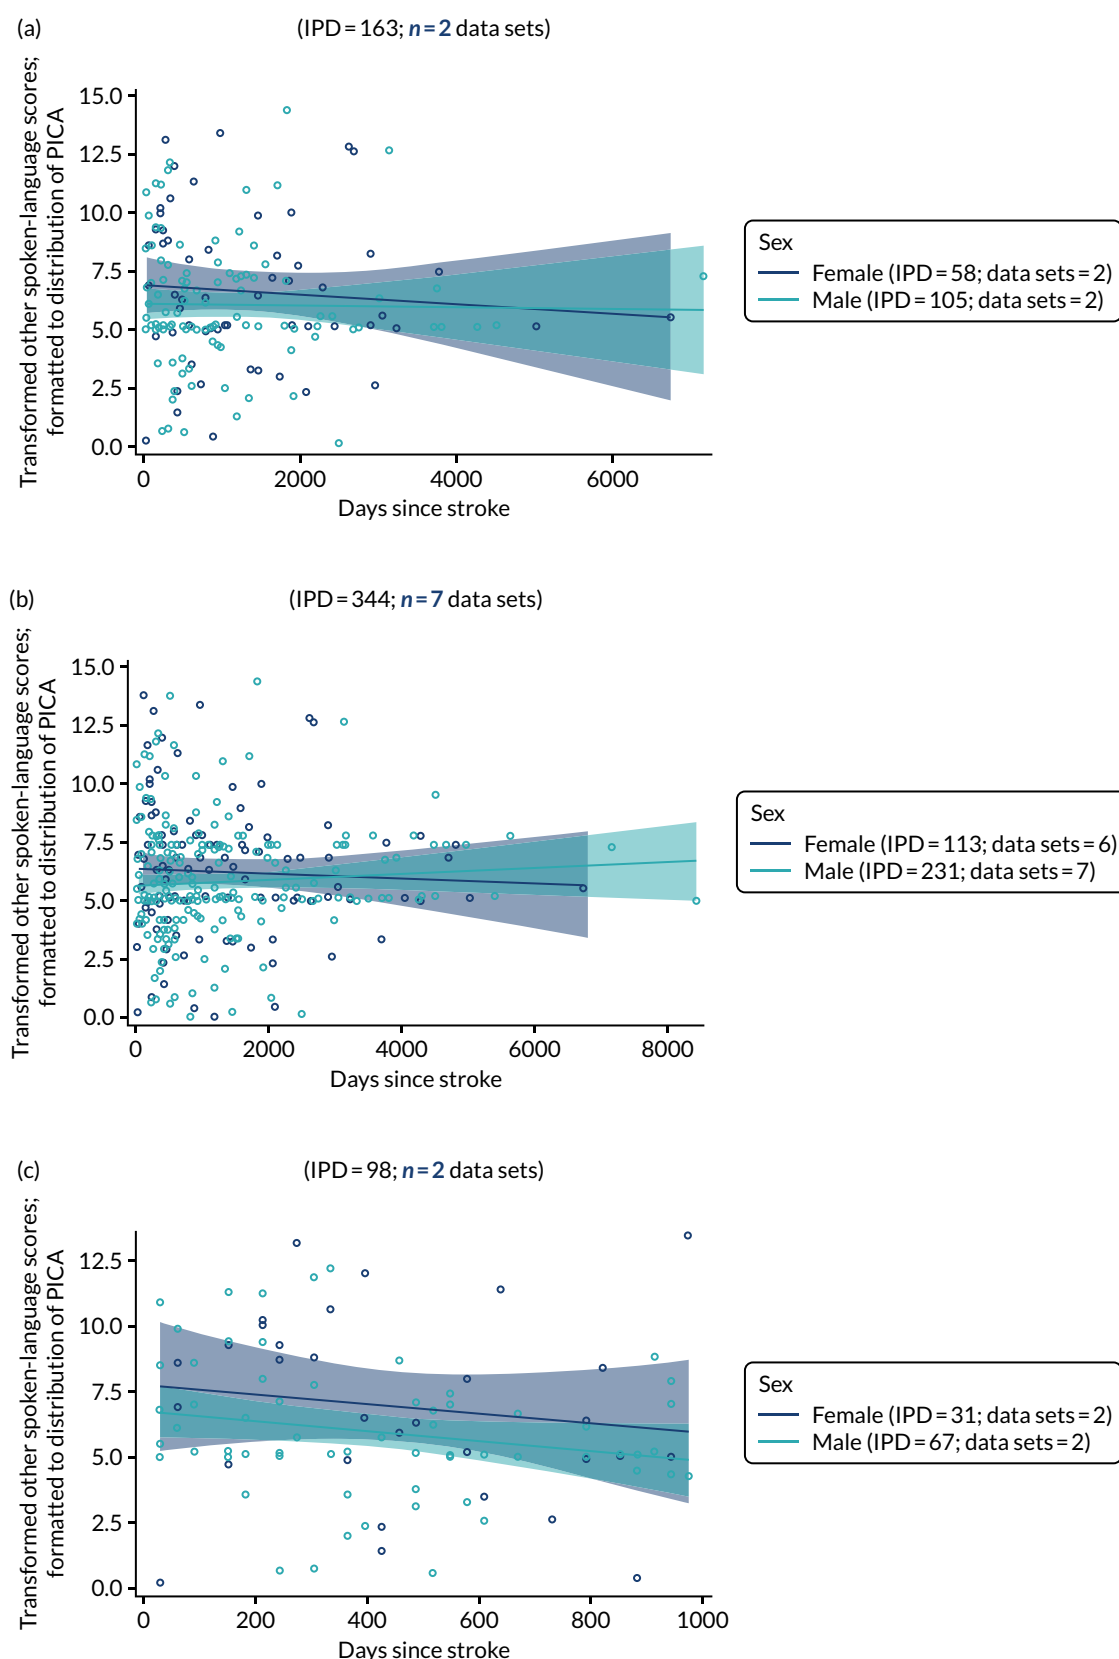 (a)
(IPD = 163; n = 2 data sets)
Transformed other spoken-language scores;
formatted to distribution of PICA
15.0
12.5
10.0
7.5
5.0
2.5
0.0
0
2000
4000
6000
Days since stroke
Sex
Female (IPD = 58; data sets = 2)
Male (IPD = 105; data sets = 2)
(b)
(IPD = 344; n = 7 data sets)
Transformed other spoken-language scores;
formatted to distribution of PICA
15.0
12.5
10.0
7.5
5.0
2.5
0.0
0
2000
4000
6000
8000
Days since stroke
Sex
Female (IPD = 113; data sets = 6)
Male (IPD = 231; data sets = 7)
(c)
(IPD = 98; n = 2 data sets)
Transformed other spoken-language scores;
formatted to distribution of PICA
12.5
10.0
7.5
5.0
2.5
0.0
0
200
400
600
800
1000
Days since stroke
Sex
Female (IPD = 31; data sets = 2)
Male (IPD = 67; data sets = 2)